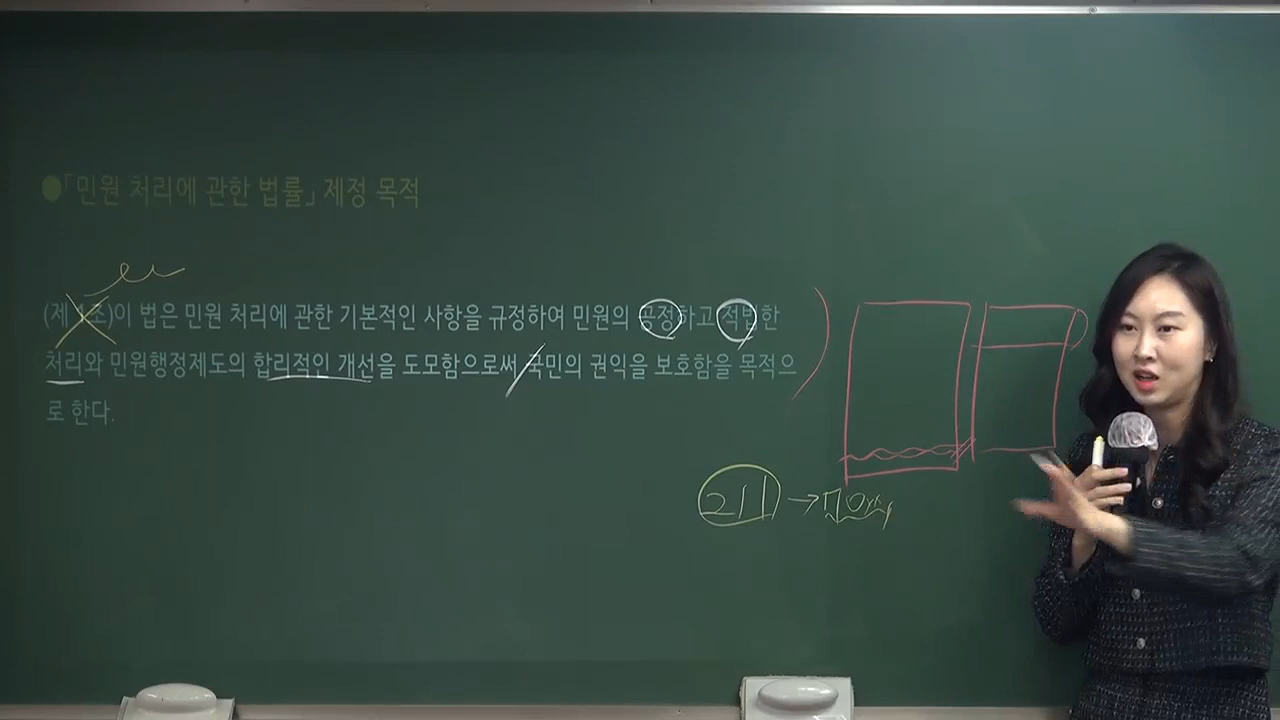 ●「민원 처리에 관한 법률」 제정 목적
(제1조)이 법은 민원 처리에 관한 기본적인 사항을 규정하여 민원의 공정하고 적법한
처리와 민원행정제도의 합리적인 개선을 도모함으로써 국민의 권익을 보호함을 목적으
로 한다.
211 →